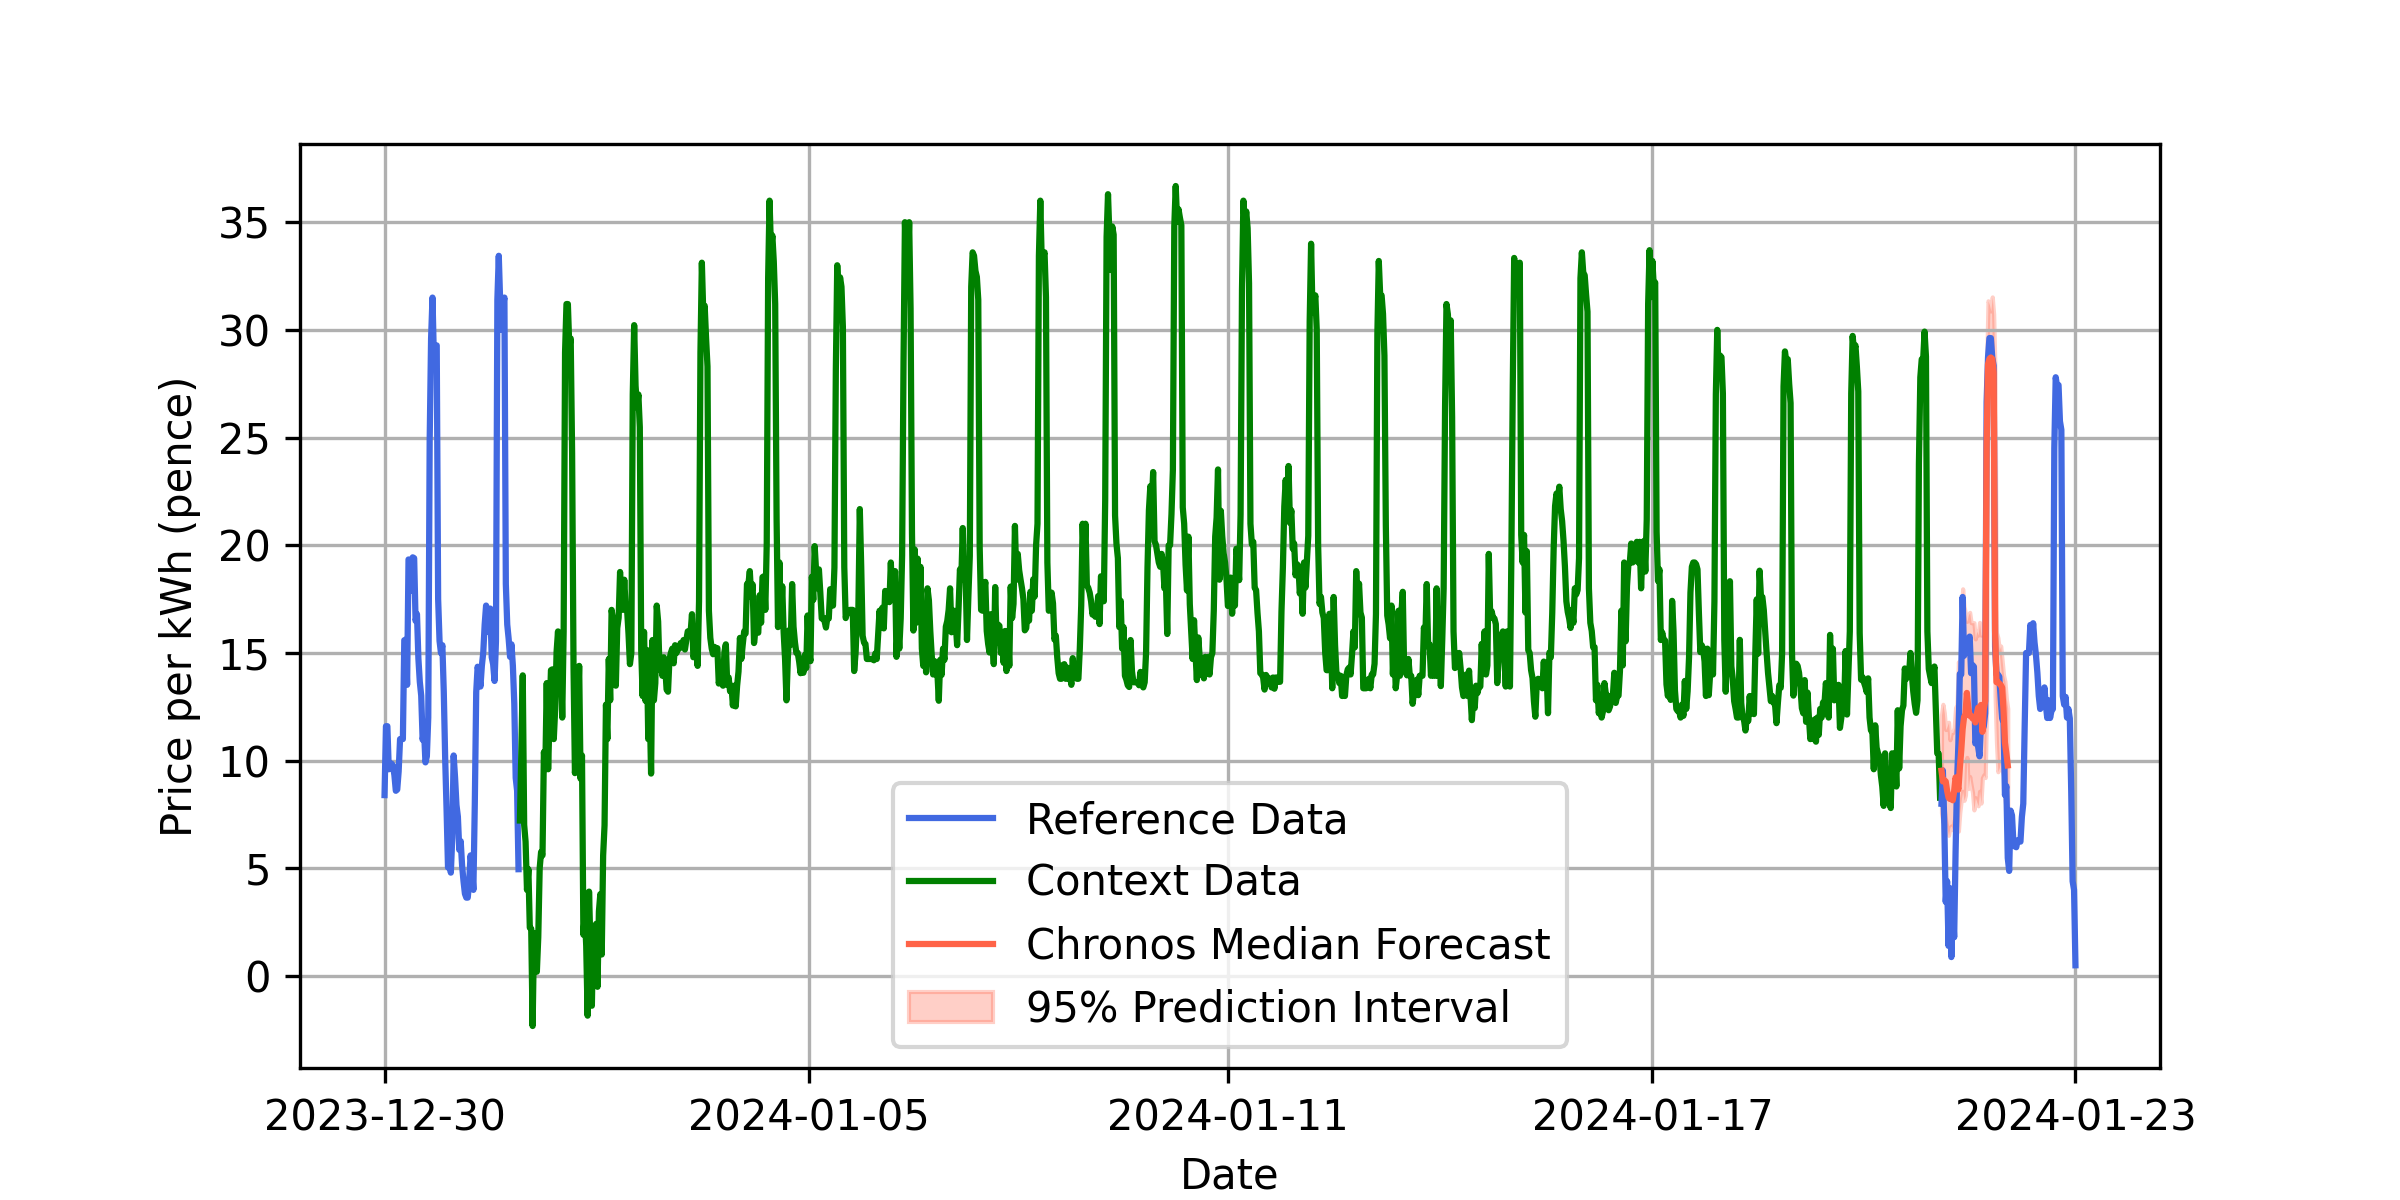 Price per kWh (pence)
35
30
25
20
15
10
5
0
Reference Data
Context Data
Chronos Median Forecast
95% Prediction Interval
2023-12-30 2024-01-05 2024-01-11 2024-01-17 2024-01-23
Date